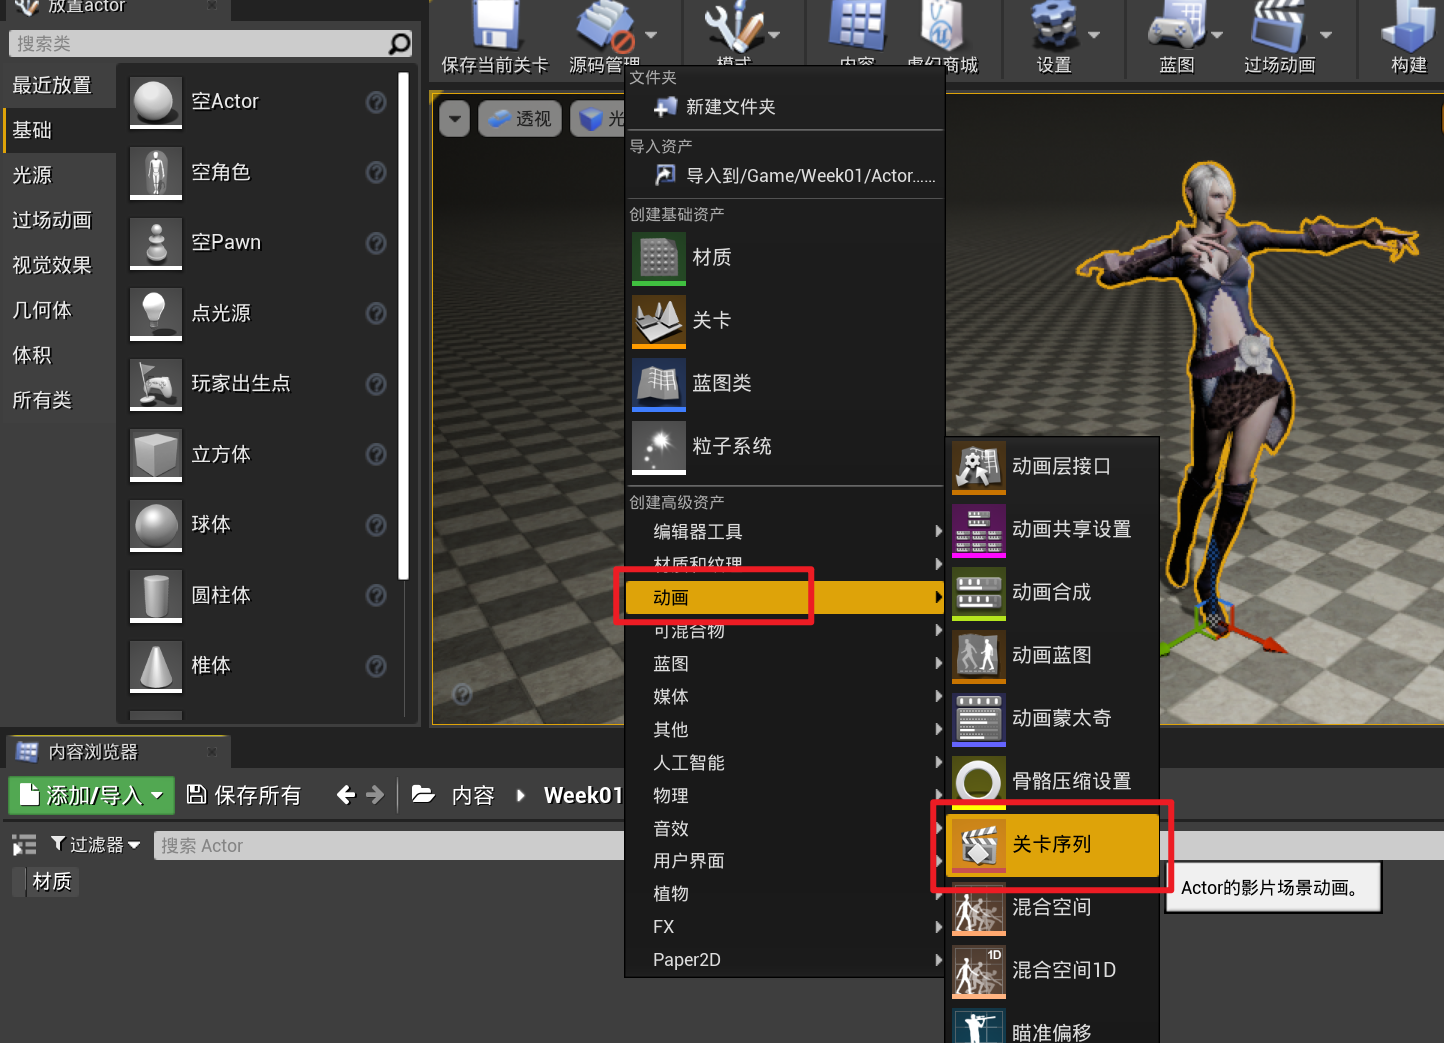 放置actor
搜索类
最近放置
基础
光源
过场动画
视觉效果
几何体
体积
所有类
空Actor
空角色
空Pawn
点光源
玩家出生点
立方体
球体
圆柱体
椎体
保存当前关卡
源码管理
模式
内容
虚幻商城
设置
蓝图
过场动画
构建
透视
光
文件夹
新建文件夹
导入资产
导入到/Game/Week01/Actor......
创建基础资产
材质
关卡
蓝图类
粒子系统
创建高级资产
编辑器工具
材质和纹理
动画
可混合物
蓝图
媒体
其他
人工智能
物理
音效
用户界面
植物
FX
Paper2D
动画层接口
动画共享设置
动画合成
动画蓝图
动画蒙太奇
骨骼压缩设置
关卡序列
混合空间
1D
混合空间1D
瞄准偏移
Actor的影片场景动画。
内容浏览器
添加/导入
保存所有
内容
Week01
过滤器
搜索 Actor
材质